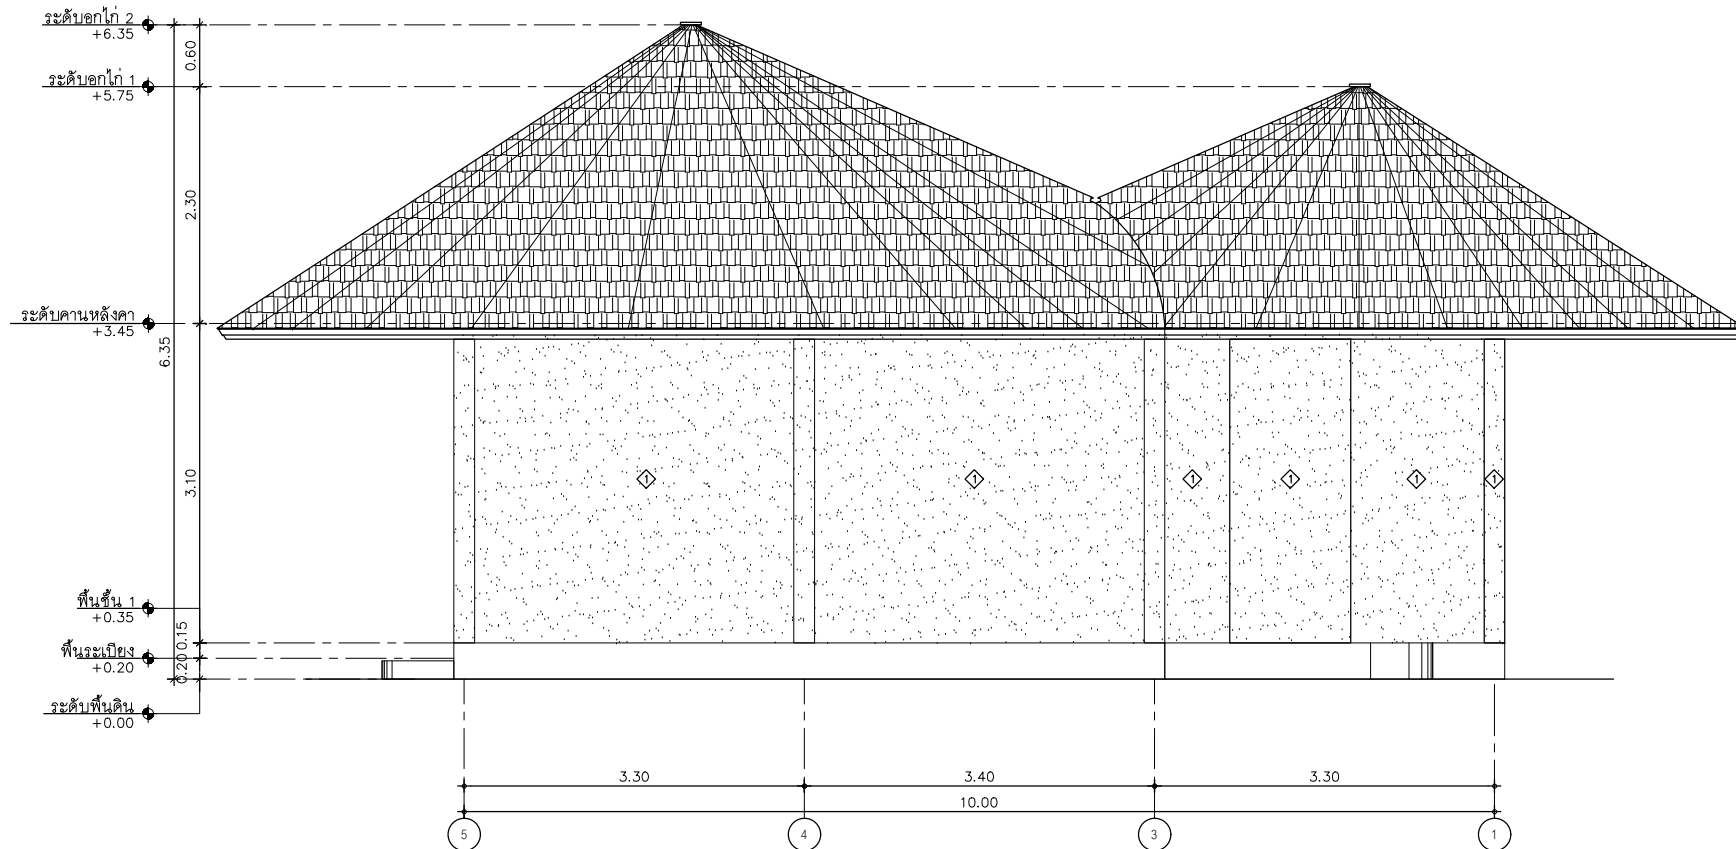 ระดับอกไก่ 2
+6.35
0.60
ระดับอกไก่ 1
+5.75
2.30
ระดับคานหลังคา
+3.45
6.35
3.10
1 1 1 1 1 1
พื้นชั้น 1
+0.35
0.15
พื้นระเบียง
+0.20
0.20
ระดับพื้นดิน
+0.00
3.30 3.40 3.30
10.00
5 4 3 1